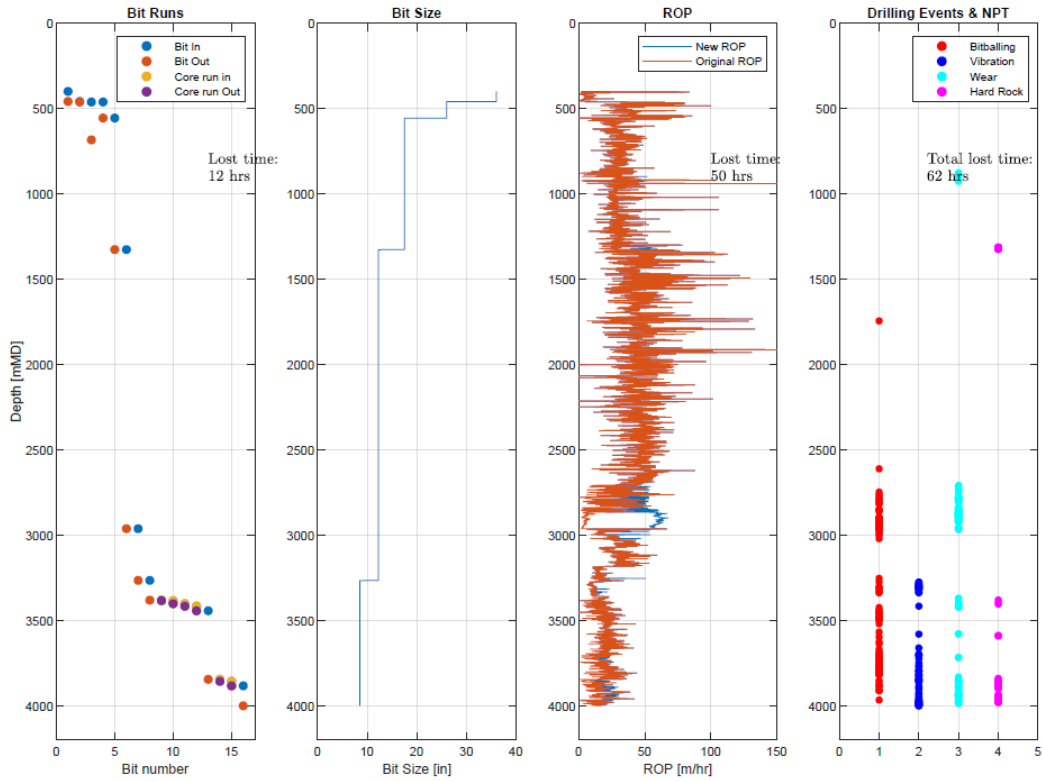 Bit Runs
Bit Size
ROP
Drilling Events & NPT
Bit In
Bit Out
Core run in
Core run Out
New ROP
Original ROP
Bitballing
Vibration
Wear
Hard Rock
Lost time:
12 hrs
Lost time:
50 hrs
Total lost time:
62 hrs
Depth [mMD]
0
500
1000
1500
2000
2500
3000
3500
4000
0
5
10
15
Bit number
0
500
1000
1500
2000
2500
3000
3500
4000
0
10
20
30
40
Bit Size [in]
0
500
1000
1500
2000
2500
3000
3500
4000
0
50
100
150
ROP [m/hr]
0
500
1000
1500
2000
2500
3000
3500
4000
0
1
2
3
4
5